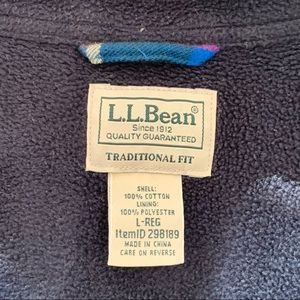 L.L.Bean®
Since 1912
QUALITY GUARANTEED
TRADITIONAL FIT
SHELL:
100% COTTON
LINING:
100% POLYESTER
L-REG
ItemID 298189
MADE IN CHINA
CARE ON REVERSE